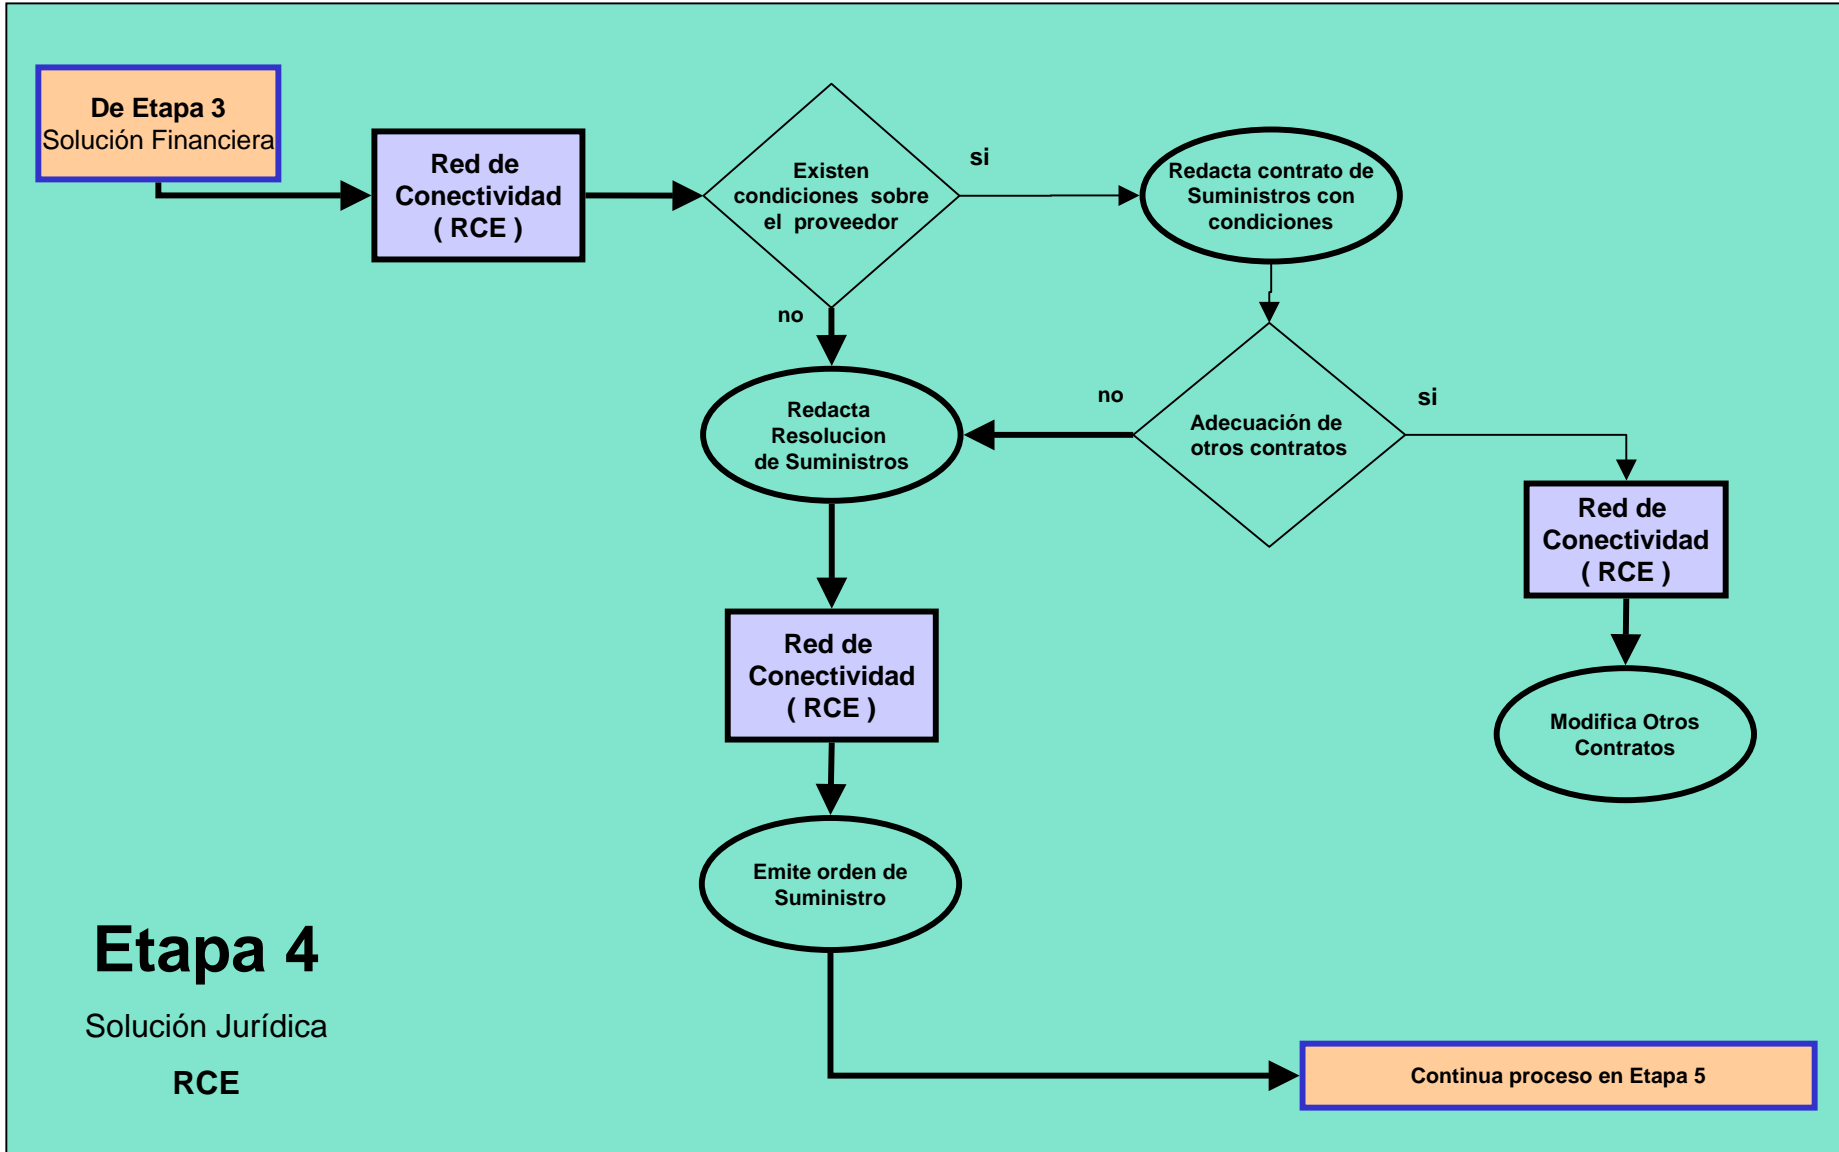 De Etapa 3
Solución Financiera
Red de
Conectividad
( RCE )
Existen
condiciones sobre
el proveedor
si
Redacta contrato de
Suministros con
condiciones
no
Redacta
Resolucion
de Suministros
no
Adecuación de
otros contratos
si
Red de
Conectividad
( RCE )
Red de
Conectividad
( RCE )
Modifica Otros
Contratos
Emite orden de
Suministro
Etapa 4
Solución Jurídica
RCE
Continua proceso en Etapa 5